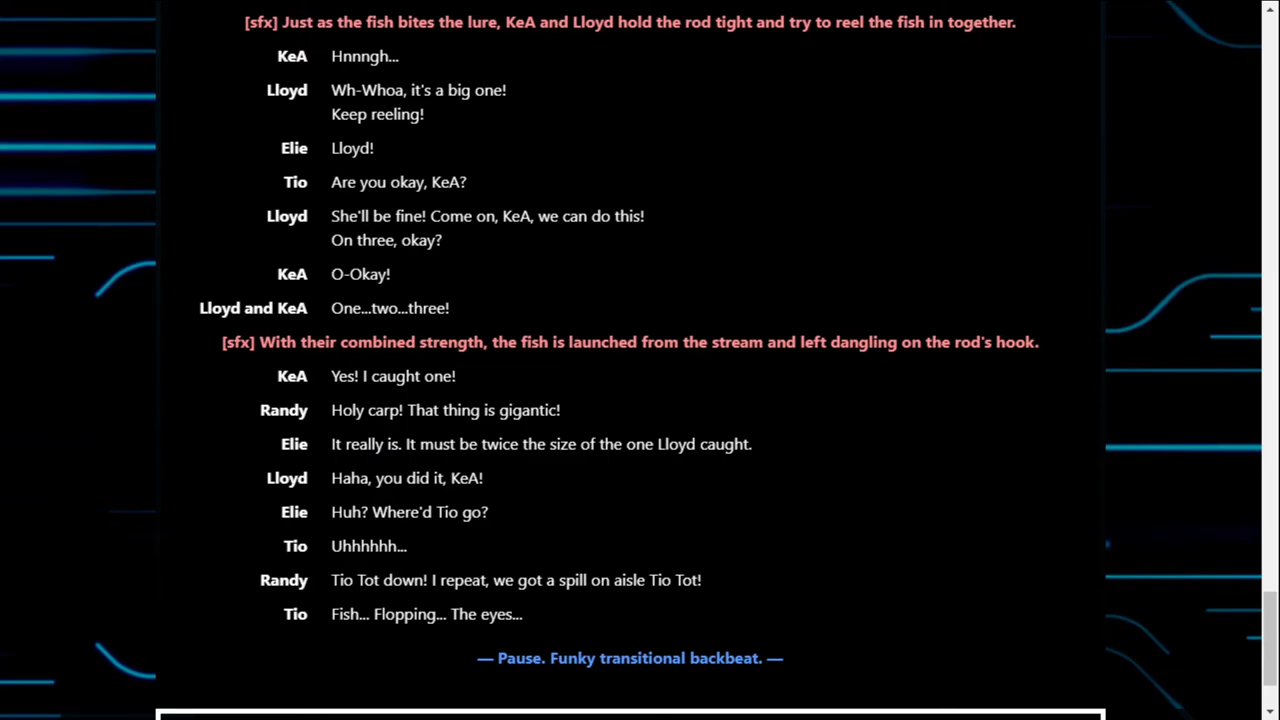 [sfx] Just as the fish bites the lure, KeA and Lloyd hold the rod tight and try to reel the fish in together.
KeA Hnnngh...
Lloyd Wh-Whoa, it's a big one!
Keep reeling!
Elie Lloyd!
Tio Are you okay, KeA?
Lloyd She'll be fine! Come on, KeA, we can do this!
On three, okay?
KeA O-Okay!
Lloyd and KeA One...two...three!
[sfx] With their combined strength, the fish is launched from the stream and left dangling on the rod's hook.
KeA Yes! I caught one!
Randy Holy carp! That thing is gigantic!
Elie It really is. It must be twice the size of the one Lloyd caught.
Lloyd Haha, you did it, KeA!
Elie Huh? Where'd Tio go?
Tio Uhhhhhh...
Randy Tio Tot down! I repeat, we got a spill on aisle Tio Tot!
Tio Fish... Flopping... The eyes...
— Pause. Funky transitional backbeat. —